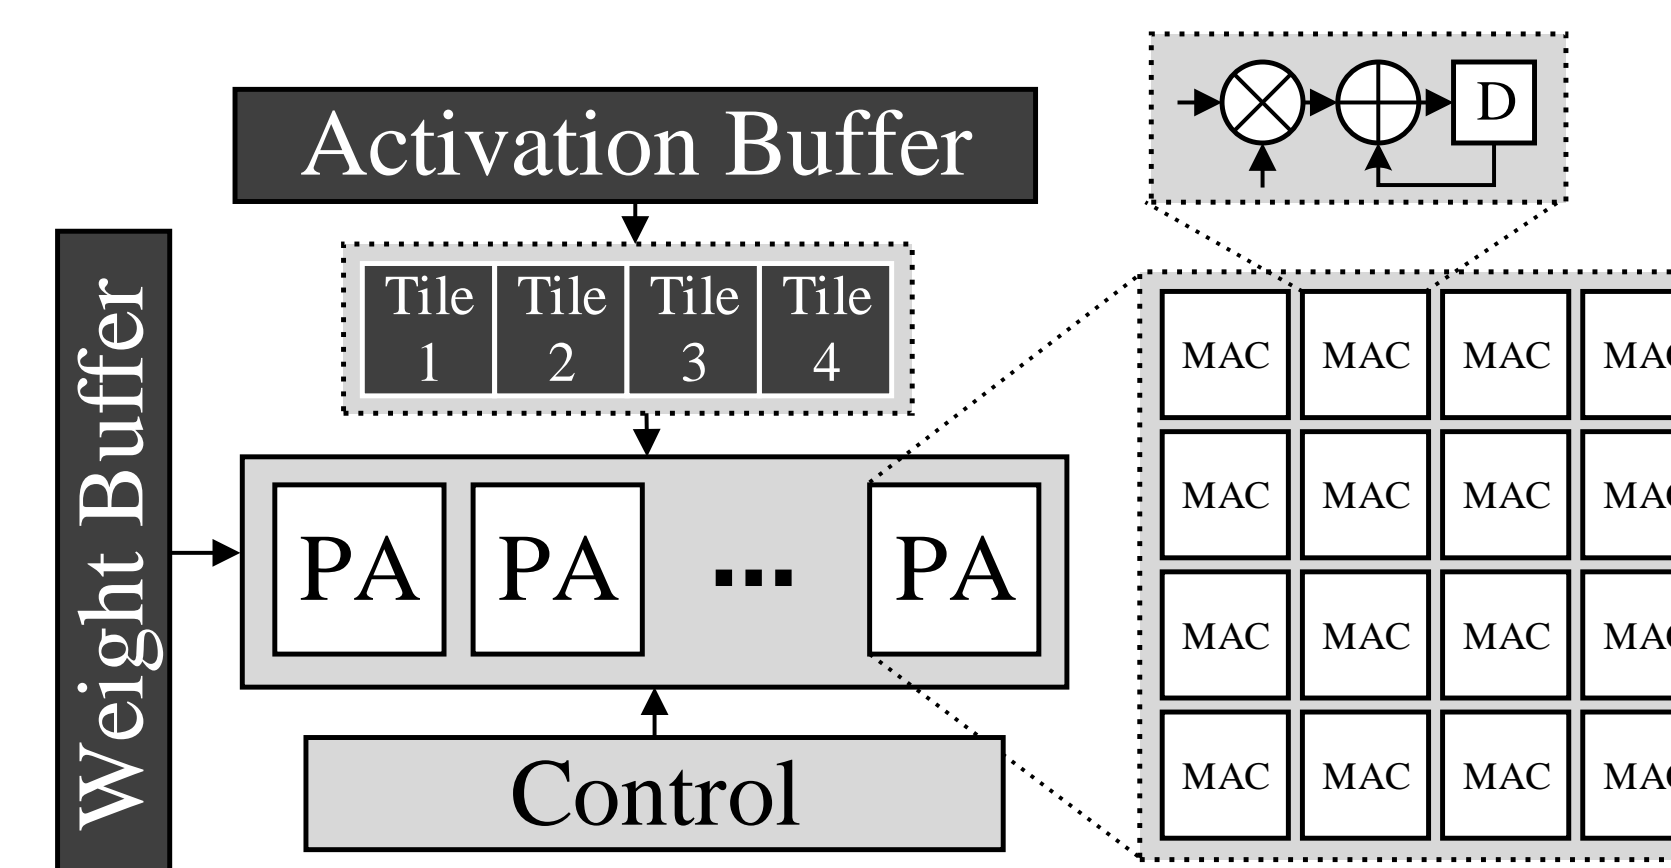 D
Activation Buffer
Weight Buffer
Tile 1
Tile 2
Tile 3
Tile 4
PA PA ... PA
Control
MAC MAC MAC
MAC MAC MAC
MAC MAC MAC
MAC MAC MAC